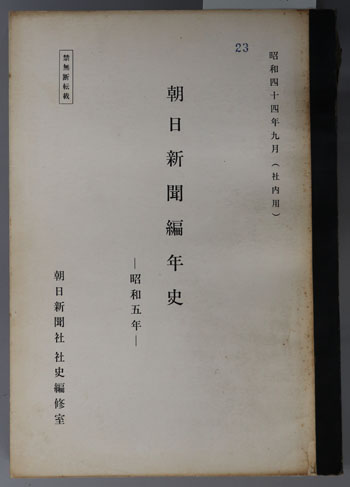 23
昭和四十四年九月(社内用)
朝日新聞編年史
―昭和五年―
禁無断転載
朝日新聞社社史編修室